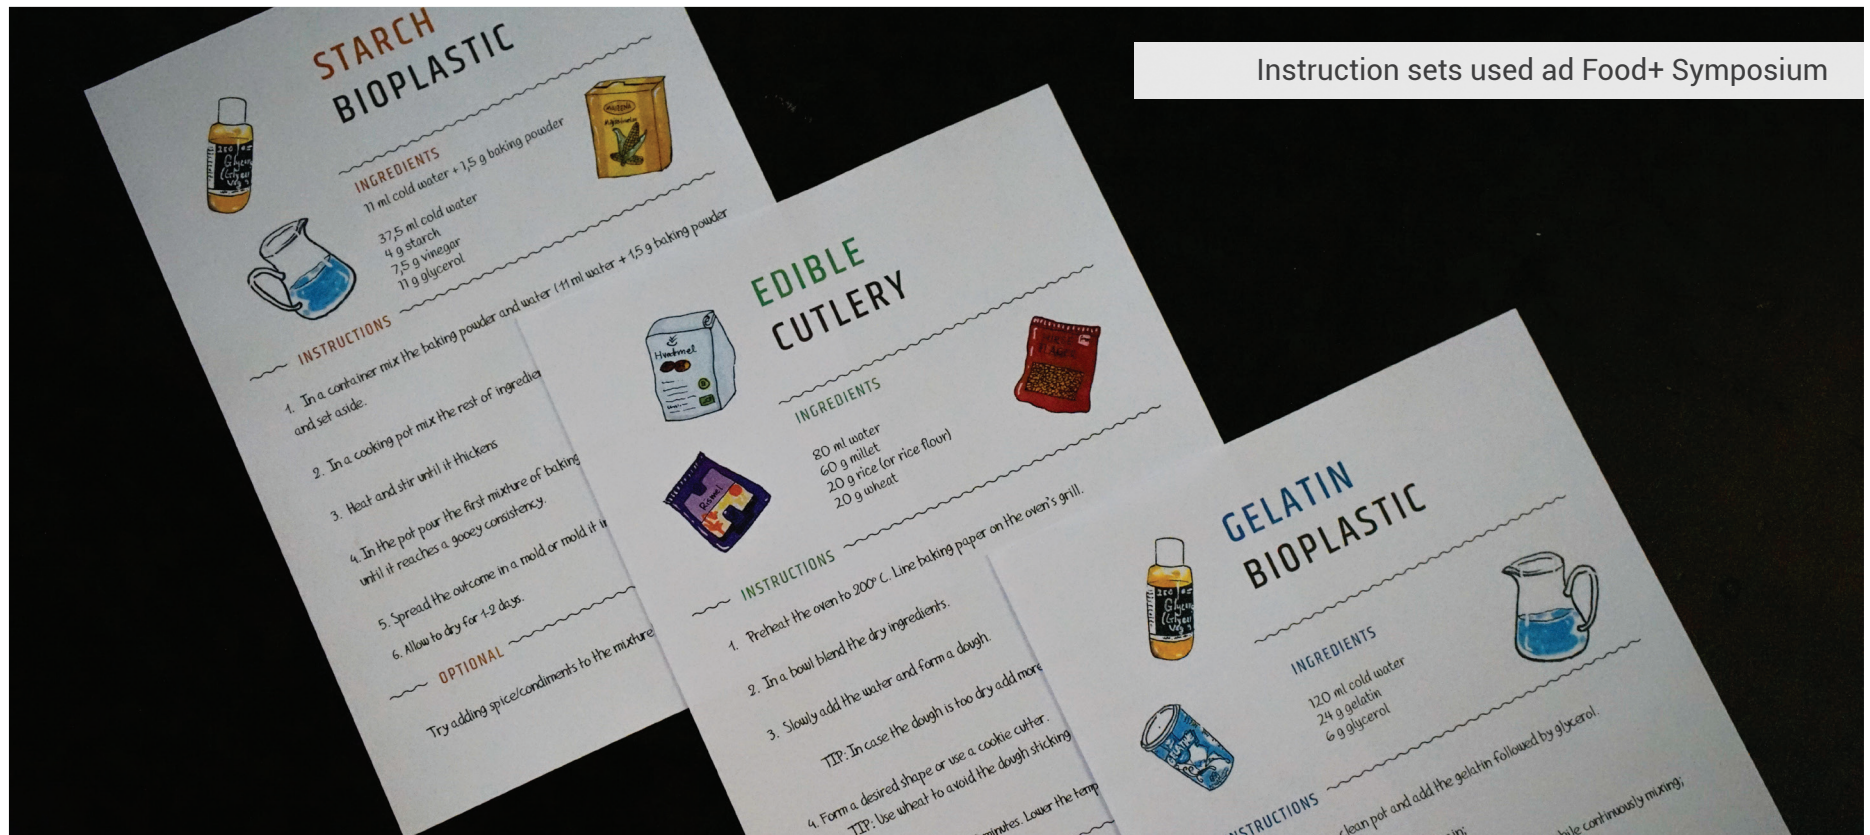 Instruction sets used ad Food+ Symposium
STARCH
BIOPLASTIC
INGREDIENTS
11 ml cold water + 1,5 g baking powder
37,5 ml cold water
4 g starch
7,5 g vinegar
11 g glycerol
INSTRUCTIONS
1. In a container mix the baking powder and water (11 ml water + 1,5 g baking powder
and set aside.
2. In a cooking pot mix the rest of
3. Heat and stir until it thickens
4. In the pot pour the first mixture of baking
until it reaches a gooey consistency.
5. Spread the outcome in a mold or mold it
6. Allow to dry for 1-2 days.
OPTIONAL
Try adding spice/condiments to the mixture
EDIBLE
CUTLERY
Hvetmel
Rismel
INGREDIENTS
80 ml water
60 g millet
20 g rice (or rice flour)
20 g wheat
INSTRUCTIONS
1. Preheat the oven to 200° C. Line baking paper on the oven's grill.
2. In a bowl blend the dry ingredients.
3. Slowly add the water and form a dough.
TIP: In case the dough is too dry add more
4. Form a desired shape or use a cookie cutter.
TIP: Use wheat to avoid the dough sticking
minutes. Lower the temp
GELATIN
BIOPLASTIC
INGREDIENTS
120 ml cold water
24 g gelatin
6 g glycerol
INSTRUCTIONS
clean pot and add the gelatin followed by glycerol.
while continuously mixing;